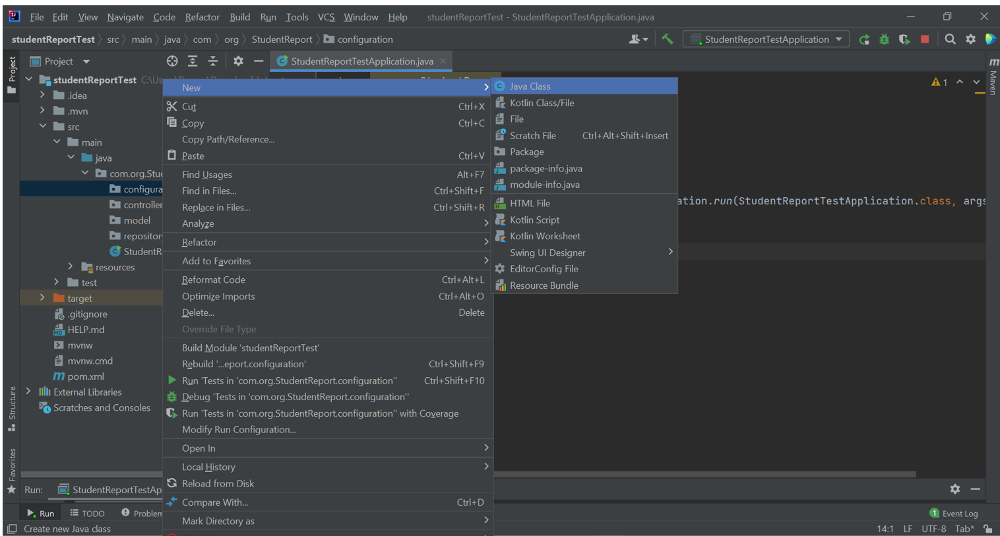 File Edit View Navigate Code Refactor Build Run Tools VCS Window Help studentReportTest - StudentReportTestApplication.java
studentReportTest src main java com org StudentReport configuration StudentReportTestApplication
Project StudentReportTestApplication.java
Project
Maven
Structure
Favorites
studentReportTest
.idea
.mvn
src
main
java
com.org.Stu
configura
controller
model
StudentR
resources
test
target
.gitignore
HELP.md
mvnw
mvnw.cmd
pom.xml
External Libraries
Scratches and Consoles
New
Cut Ctrl+X
Copy Ctrl+C
Copy Path/Reference...
Paste Ctrl+V
Find Usages Alt+F7
Find in Files... Ctrl+Shift+F
Replace in Files... Ctrl+Shift+R
Analyze
Refactor
Add to Favorites
Reformat Code Ctrl+Alt+L
Optimize Imports Ctrl+Alt+O
Delete... Delete
Override File Type
Build Module 'studentReportTest'
Rebuild '...eport.configuration' Ctrl+Shift+F9
Run 'Tests in 'com.org.StudentReport.configuration'' Ctrl+Shift+F10
Debug 'Tests in 'com.org.StudentReport.configuration''
Run 'Tests in 'com.org.StudentReport.configuration'' with Coverage
Modify Run Configuration...
Open In
Local History
Reload from Disk
Compare With... Ctrl+D
Mark Directory as
Java Class
Kotlin Class/File
File
Scratch File Ctrl+Alt+Shift+Insert
Package
package-info.java
module-info.java
HTML File
Kotlin Script
Kotlin Worksheet
Swing UI Designer
EditorConfig File
Resource Bundle
1
ation.run(StudentReportTestApplication.class, args
Run: StudentReportTestAp
Run TODO Problem
1 Event Log
Create new Java class 14:1 LF UTF-8 Tab*